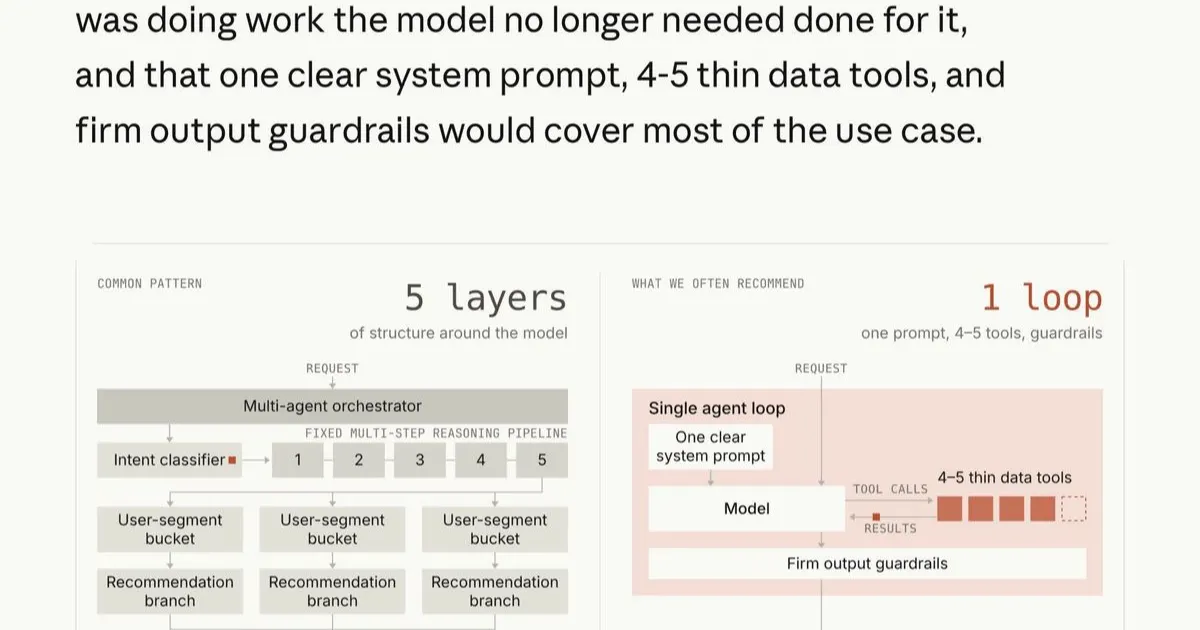 was doing work the model no longer needed done for it,
and that one clear system prompt, 4-5 thin data tools, and
firm output guardrails would cover most of the use case.
COMMON PATTERN
5 layers
of structure around the model
REQUEST
Multi-agent orchestrator
FIXED MULTI-STEP REASONING PIPELINE
Intent classifier
1 2 3 4 5
User-segment bucket
User-segment bucket
User-segment bucket
Recommendation branch
Recommendation branch
Recommendation branch
WHAT WE OFTEN RECOMMEND
1 loop
one prompt, 4–5 tools, guardrails
REQUEST
Single agent loop
One clear
system prompt
Model
TOOL CALLS
RESULTS
4–5 thin data tools
Firm output guardrails